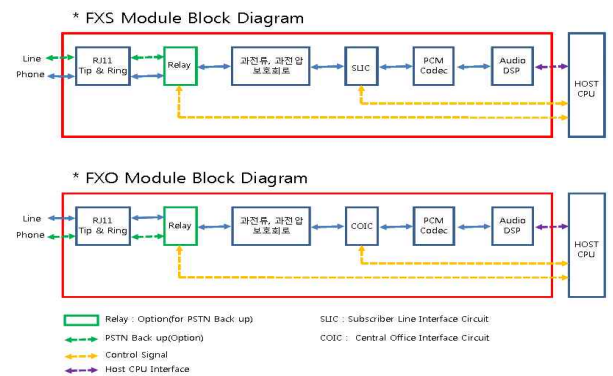 * FXS Module Block Diagram
Line
Phone
RJ11
Tip & Ring
Relay
과전류, 과전압
보호회로
SLIC
PCM
Codec
Audio
DSP
HOST
CPU
* FXO Module Block Diagram
Line
Phone
RJ11
Tip & Ring
Relay
과전류, 과전압
보호회로
COIC
PCM
Codec
Audio
DSP
HOST
CPU
Relay : Option(for PSTN Back up)
SLIC : Subscriber Line Interface Circuit
PSTN Back up(Option)
COIC : Central Office Interface Circuit
Control Signal
Host CPU Interface